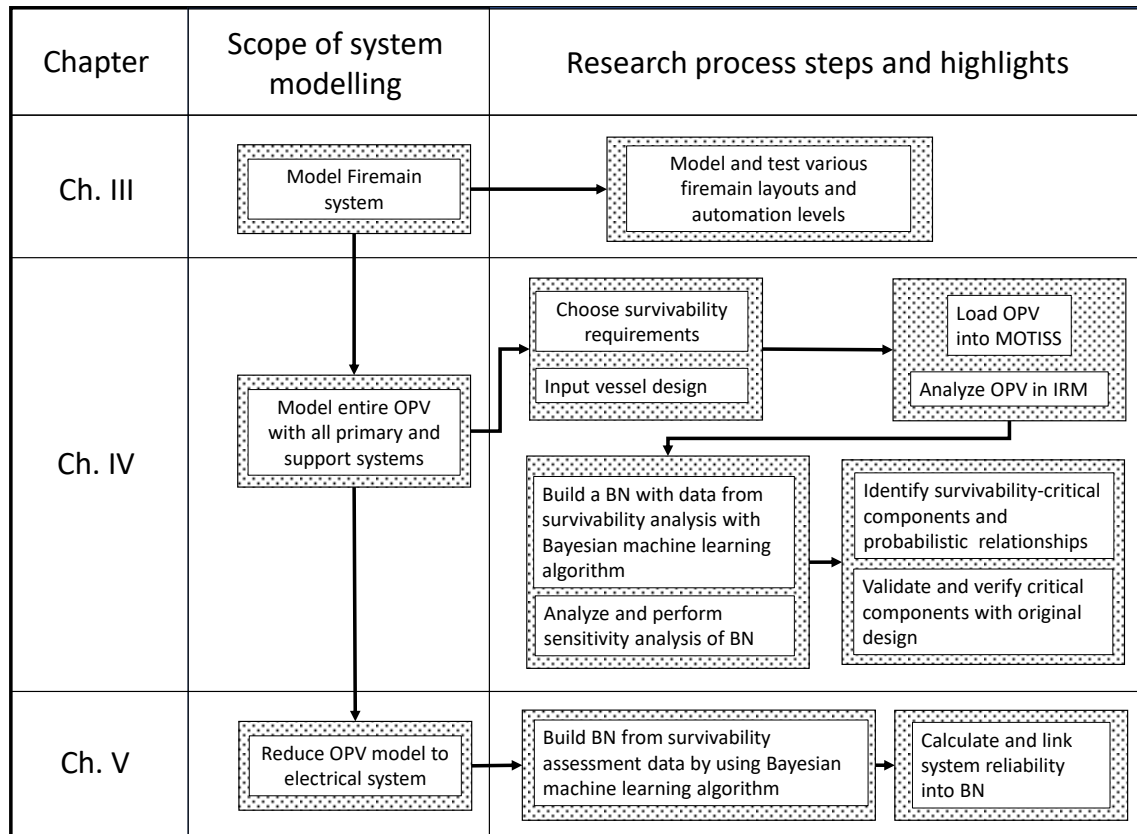 Chapter
Scope of system
modelling
Research process steps and highlights
Ch. III
Model Firemain
system
Model and test various
firemain layouts and
automation levels
Ch. IV
Model entire OPV
with all primary and
support systems
Choose survivability
requirements
Input vessel design
Load OPV
into MOTISS
Analyze OPV in IRM
Build a BN with data from
survivability analysis with
Bayesian machine learning
algorithm
Analyze and perform
sensitivity analysis of BN
Identify survivability-critical
components and
probabilistic relationships
Validate and verify critical
components with original
design
Ch. V
Reduce OPV model to
electrical system
Build BN from survivability
assessment data by using Bayesian
machine learning algorithm
Calculate and link
system reliability
into BN